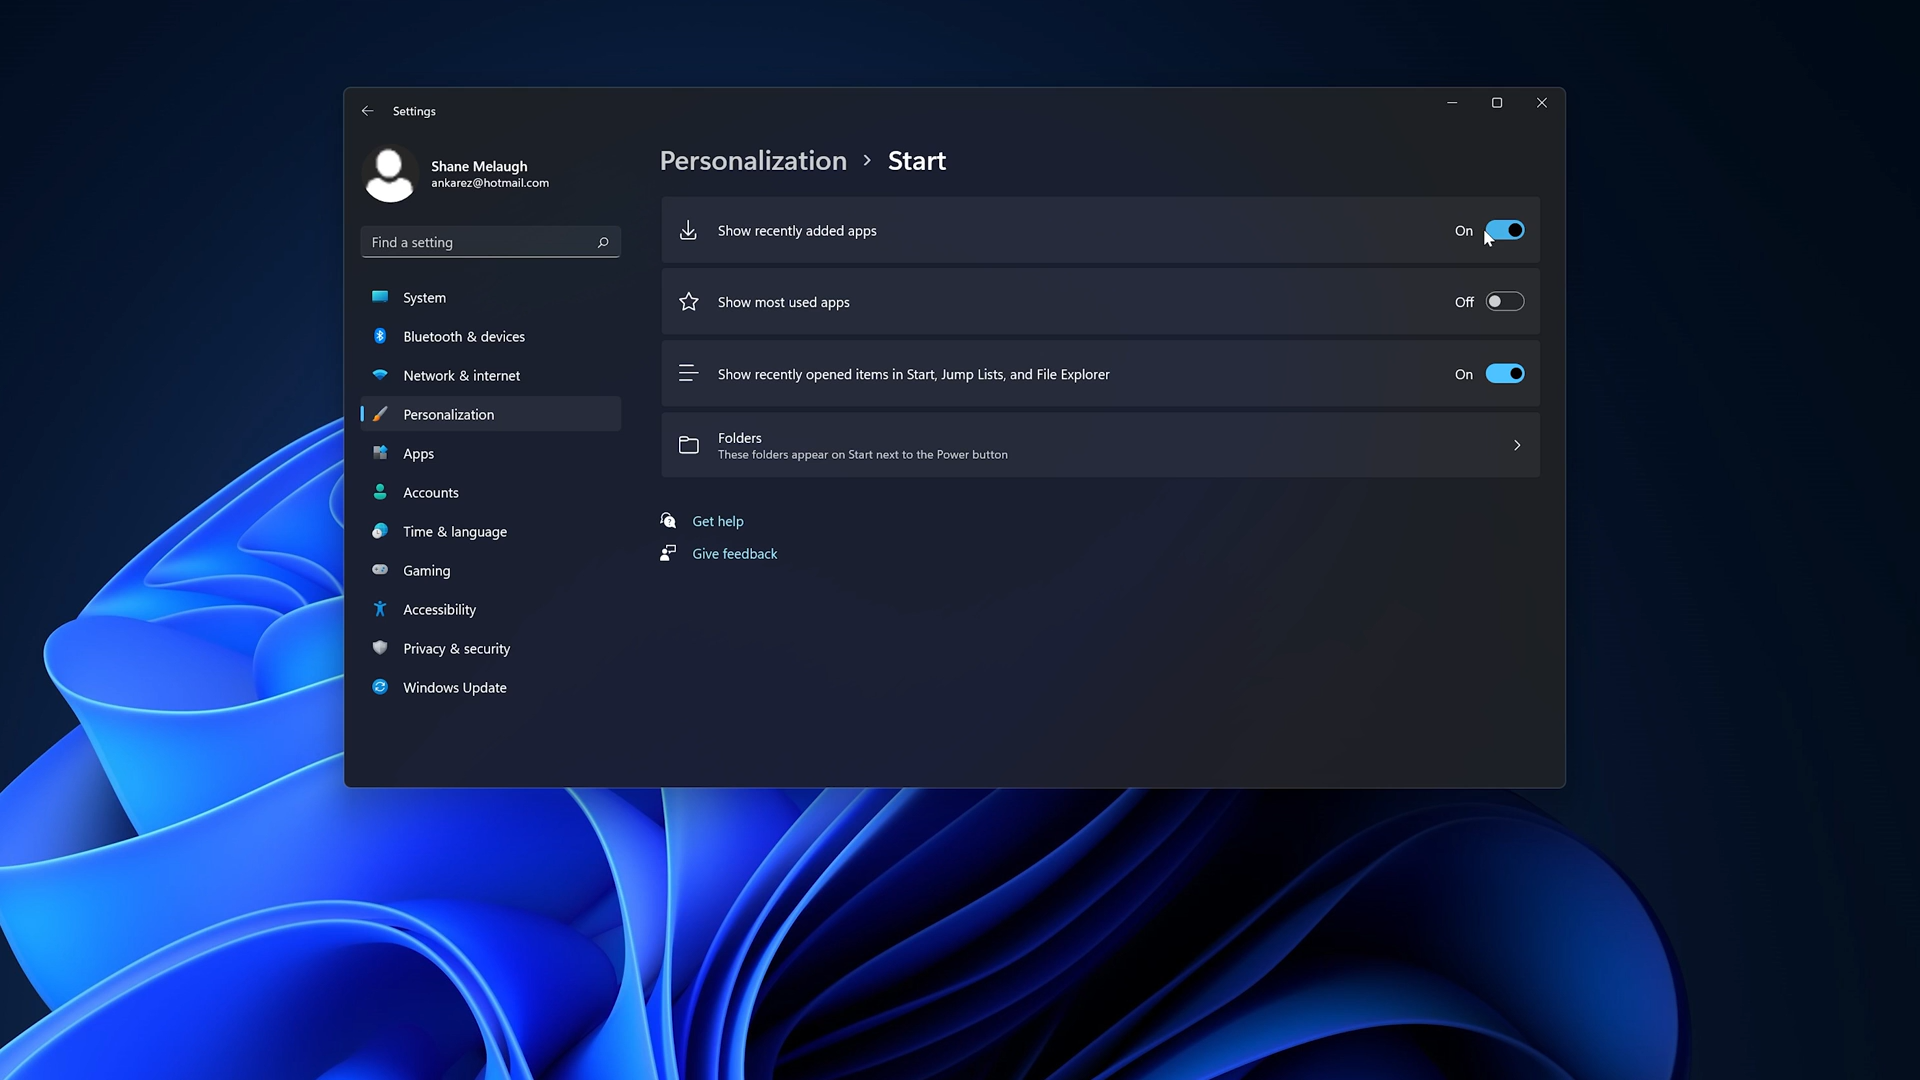 Settings
Shane Melaugh
ankarez@hotmail.com
Find a setting
System
Bluetooth & devices
Network & internet
Personalization
Apps
Accounts
Time & language
Gaming
Accessibility
Privacy & security
Windows Update
Personalization > Start
Show recently added apps On
Show most used apps Off
Show recently opened items in Start, Jump Lists, and File Explorer On
Folders
These folders appear on Start next to the Power button
Get help
Give feedback